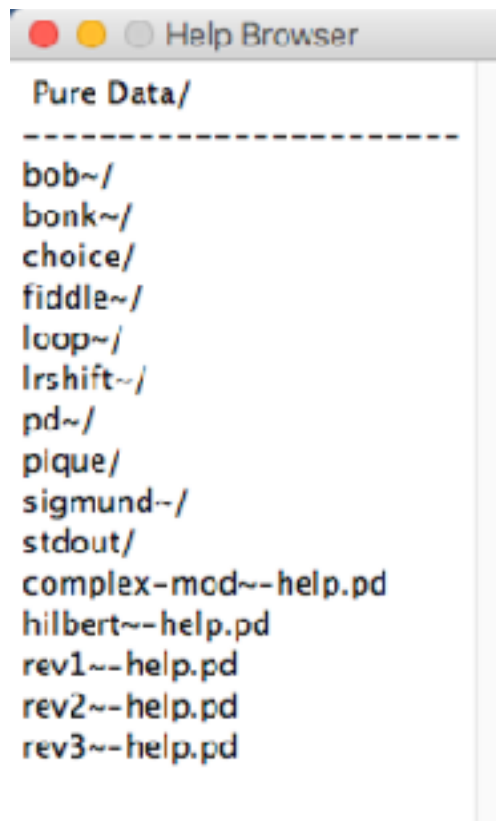 Help Browser
Pure Data/
-----------------------
bob~/
bonk~/
choice/
fiddle~/
loop~/
lrshift~/
pd~/
pique/
sigmund~/
stdout/
complex-mod~-help.pd
hilbert~-help.pd
rev1~-help.pd
rev2~-help.pd
rev3~-help.pd